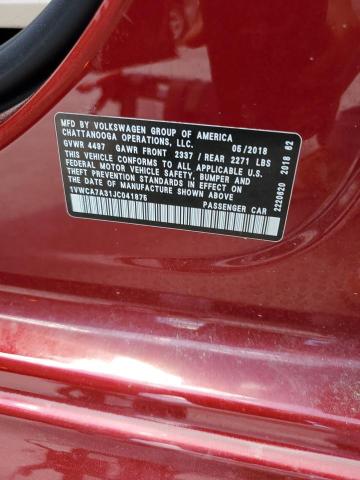 MFD BY VOLKSWAGEN GROUP OF AMERICA
CHATTANOOGA OPERATIONS, LLC. 05/2018
GVWR 4497 GAWR FRONT 2337 / REAR 2271 LBS
THIS VEHICLE CONFORMS TO ALL APPLICABLE U.S.A.
FEDERAL MOTOR VEHICLE SAFETY, BUMPER AND
THEFT PREVENTION STANDARDS IN EFFECT
ON THE DATE OF MANUFACTURE SHOWN ABOVE
1VWCA7A31JC041876 PASSENGER CAR
2220620 2018 62